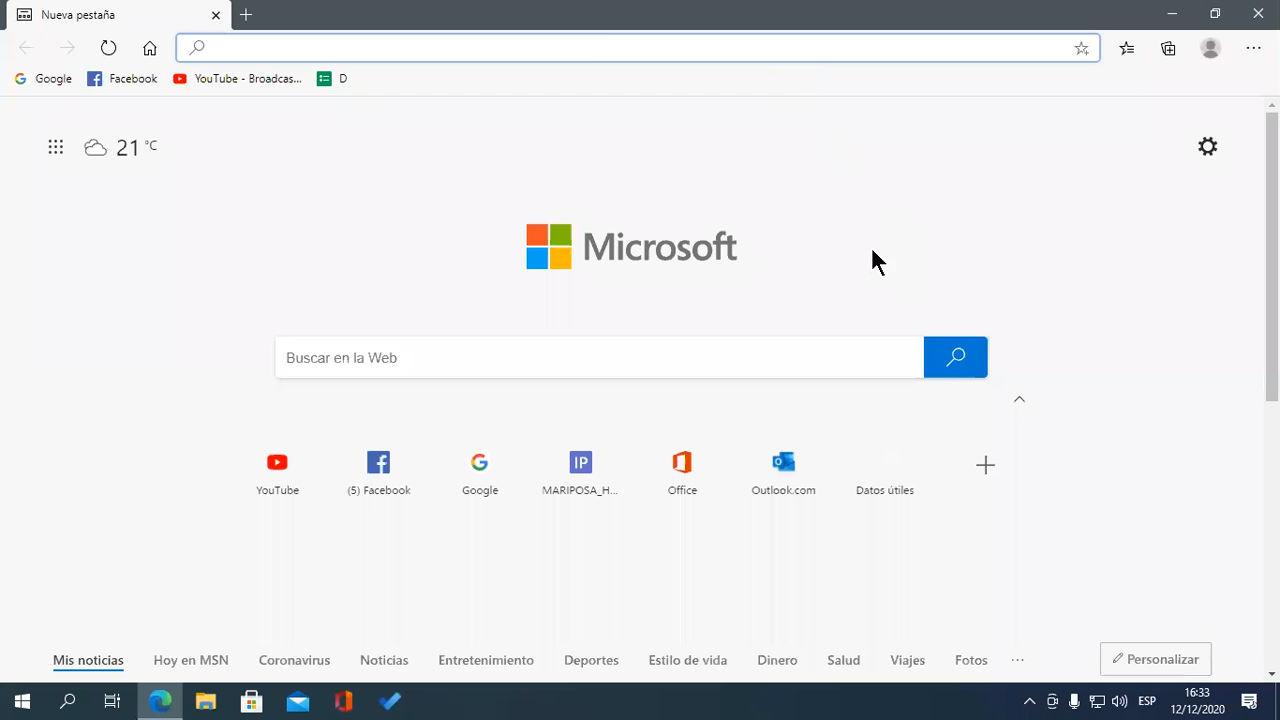 Nueva pestaña
Google Facebook YouTube - Broadcas... D
21 °C
Microsoft
Buscar en la Web
YouTube (5) Facebook Google IP MARIPOSA_H... Office Outlook.com Datos útiles
Mis noticias Hoy en MSN Coronavirus Noticias Entretenimiento Deportes Estilo de vida Dinero Salud Viajes Fotos ... Personalizar
ESP 16:33
12/12/2020